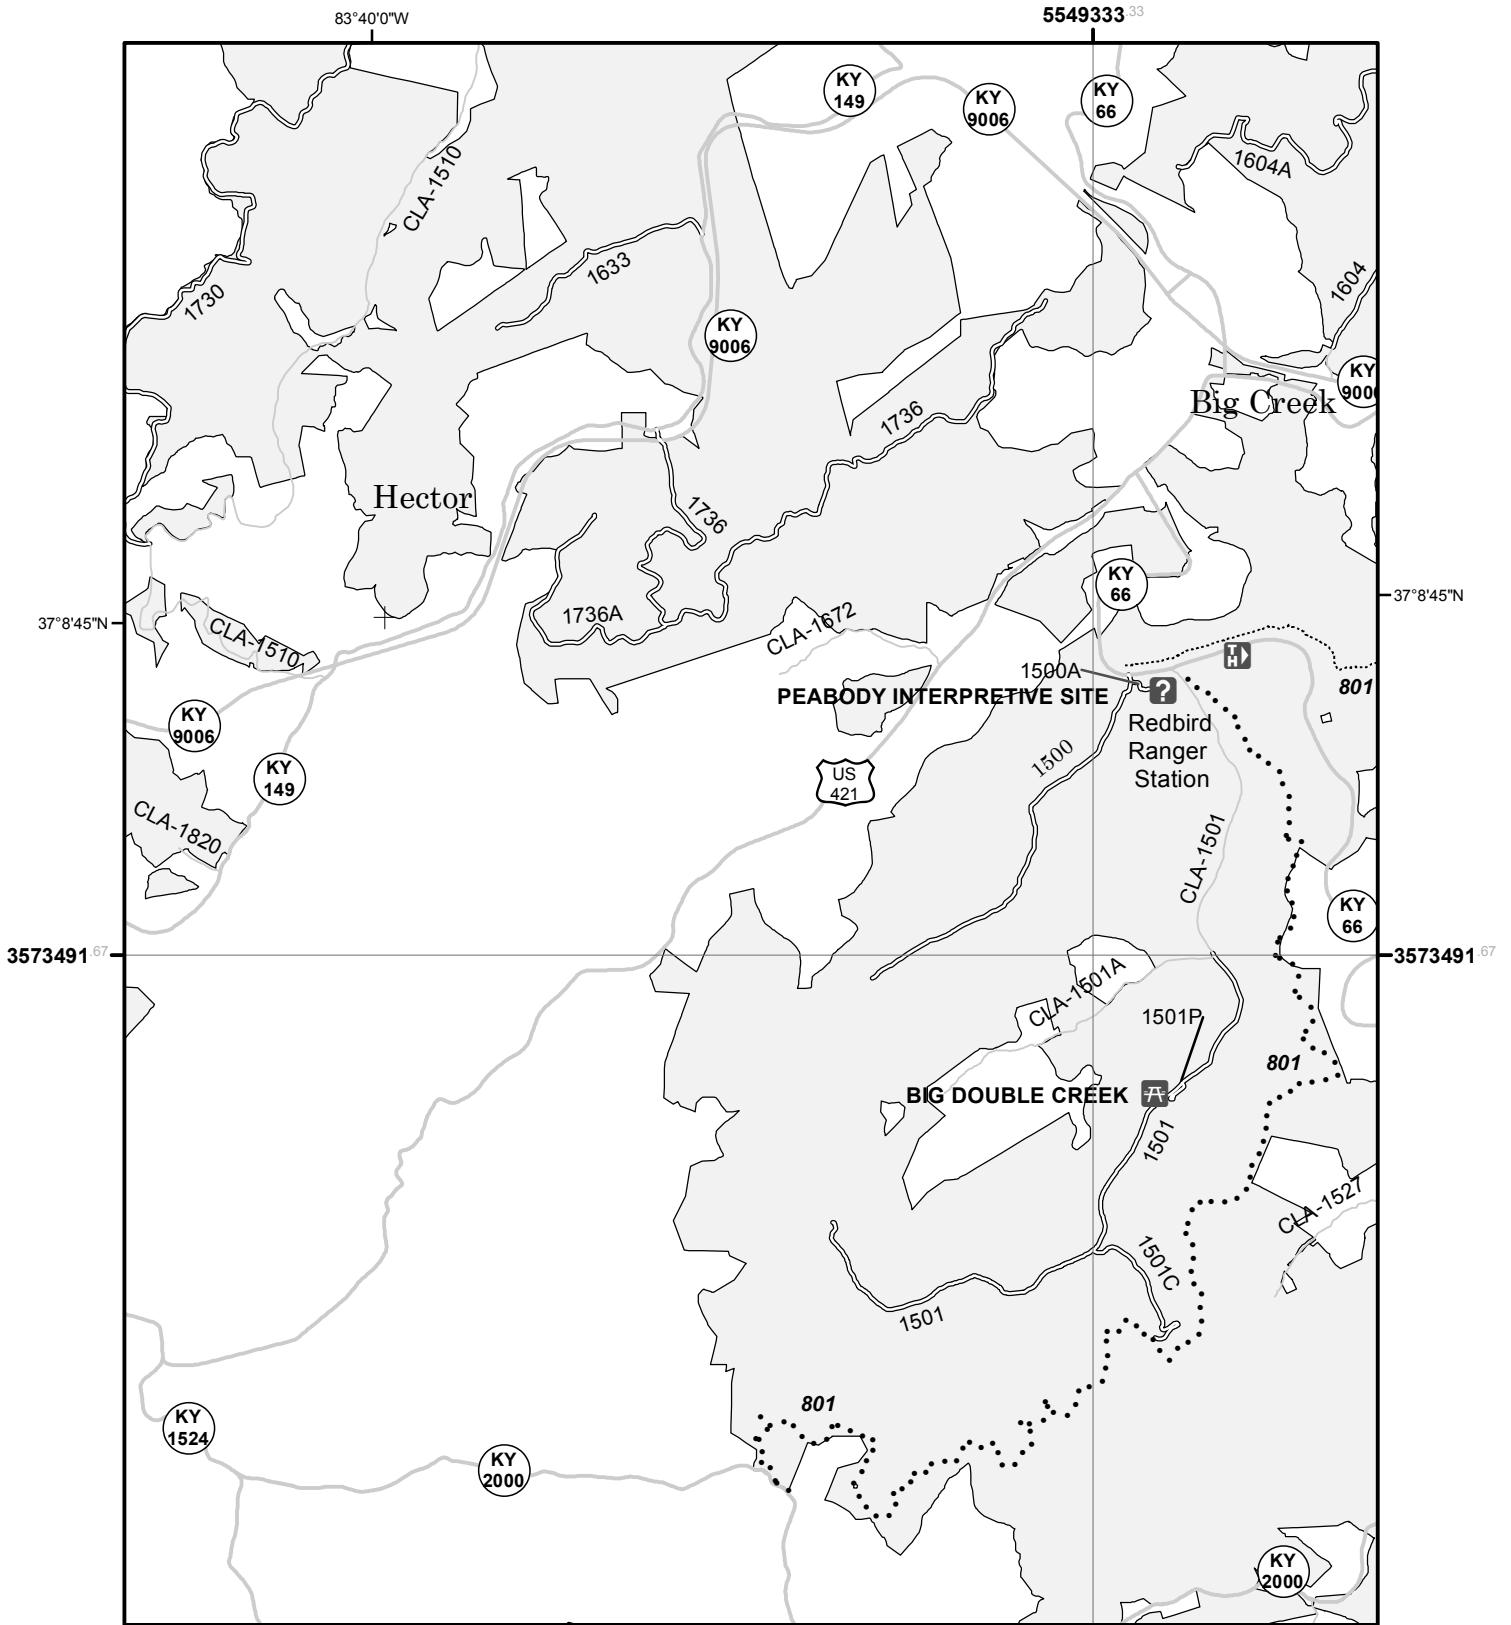 83°40'0"W
5549333.33
KY
149
KY
9006
KY
66
1604A
CLA-1510
1633
1604
1730
KY
9006
KY
900
Big Creek
1736
Hector
1736
KY
66
37°8'45"N
37°8'45"N
1736A
CLA-1672
CLA-1510
T
H
1500A
801
PEABODY INTERPRETIVE SITE
?
KY
9006
Redbird
Ranger
Station
1500
KY
149
US
421
CLA-1820
CLA-1501
KY
66
3573491.67
3573491.67
CLA-1501A
1501P
801
BIG DOUBLE CREEK
1501
CLA-1527
1501C
1501
801
KY
1524
KY
2000
KY
2000